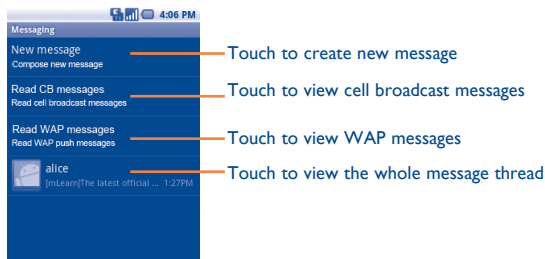 4:06 PM
Messaging
New message
Compose new message
Touch to create new message
Read CB messages
Read cell broadcast messages
Touch to view cell broadcast messages
Read WAP messages
Read WAP push messages
Touch to view WAP messages
alice
[mLearn]The latest official ... 1:27PM
Touch to view the whole message thread